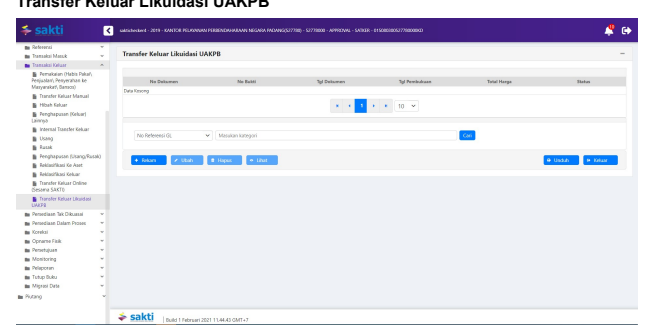 Transfer Keluar Likuidasi UAKPB
sakti
sakticheckerii - 2019 - KANTOR PELAYANAN PERBENDAHARAAN NEGARA PADANG(527780) - 52778000 - APPROVAL - SATKER - 015080300527780000KD
Referensi
Transaksi Masuk
Transaksi Keluar
Pemakaian (Habis Pakai\
Penjualan\ Penyerahan ke
Masyarakat\ Bansos)
Transfer Keluar Manual
Hibah Keluar
Penghapusan (Keluar)
Lainnya
Internal Transfer Keluar
Usang
Rusak
Penghapusan (Usang/Rusak)
Reklasifikasi Ke Aset
Reklasifikasi Keluar
Transfer Keluar Online
(Sesama SAKTI)
Transfer Keluar Likuidasi
UAKPB
Persediaan Tak Dikuasai
Persediaan Dalam Proses
Koreksi
Opname Fisik
Persetujuan
Monitoring
Pelaporan
Tutup Buku
Migrasi Data
Piutang
Transfer Keluar Likuidasi UAKPB
No Dokumen No Bukti Tgl Dokumen Tgl Pembukuan Total Harga Status
Data Kosong
1 10
No Referensi GL Masukan kategori Cari
Rekam Ubah Hapus Lihat Unduh Keluar
sakti Build 1 Februari 2021 11.44.43 GMT+7